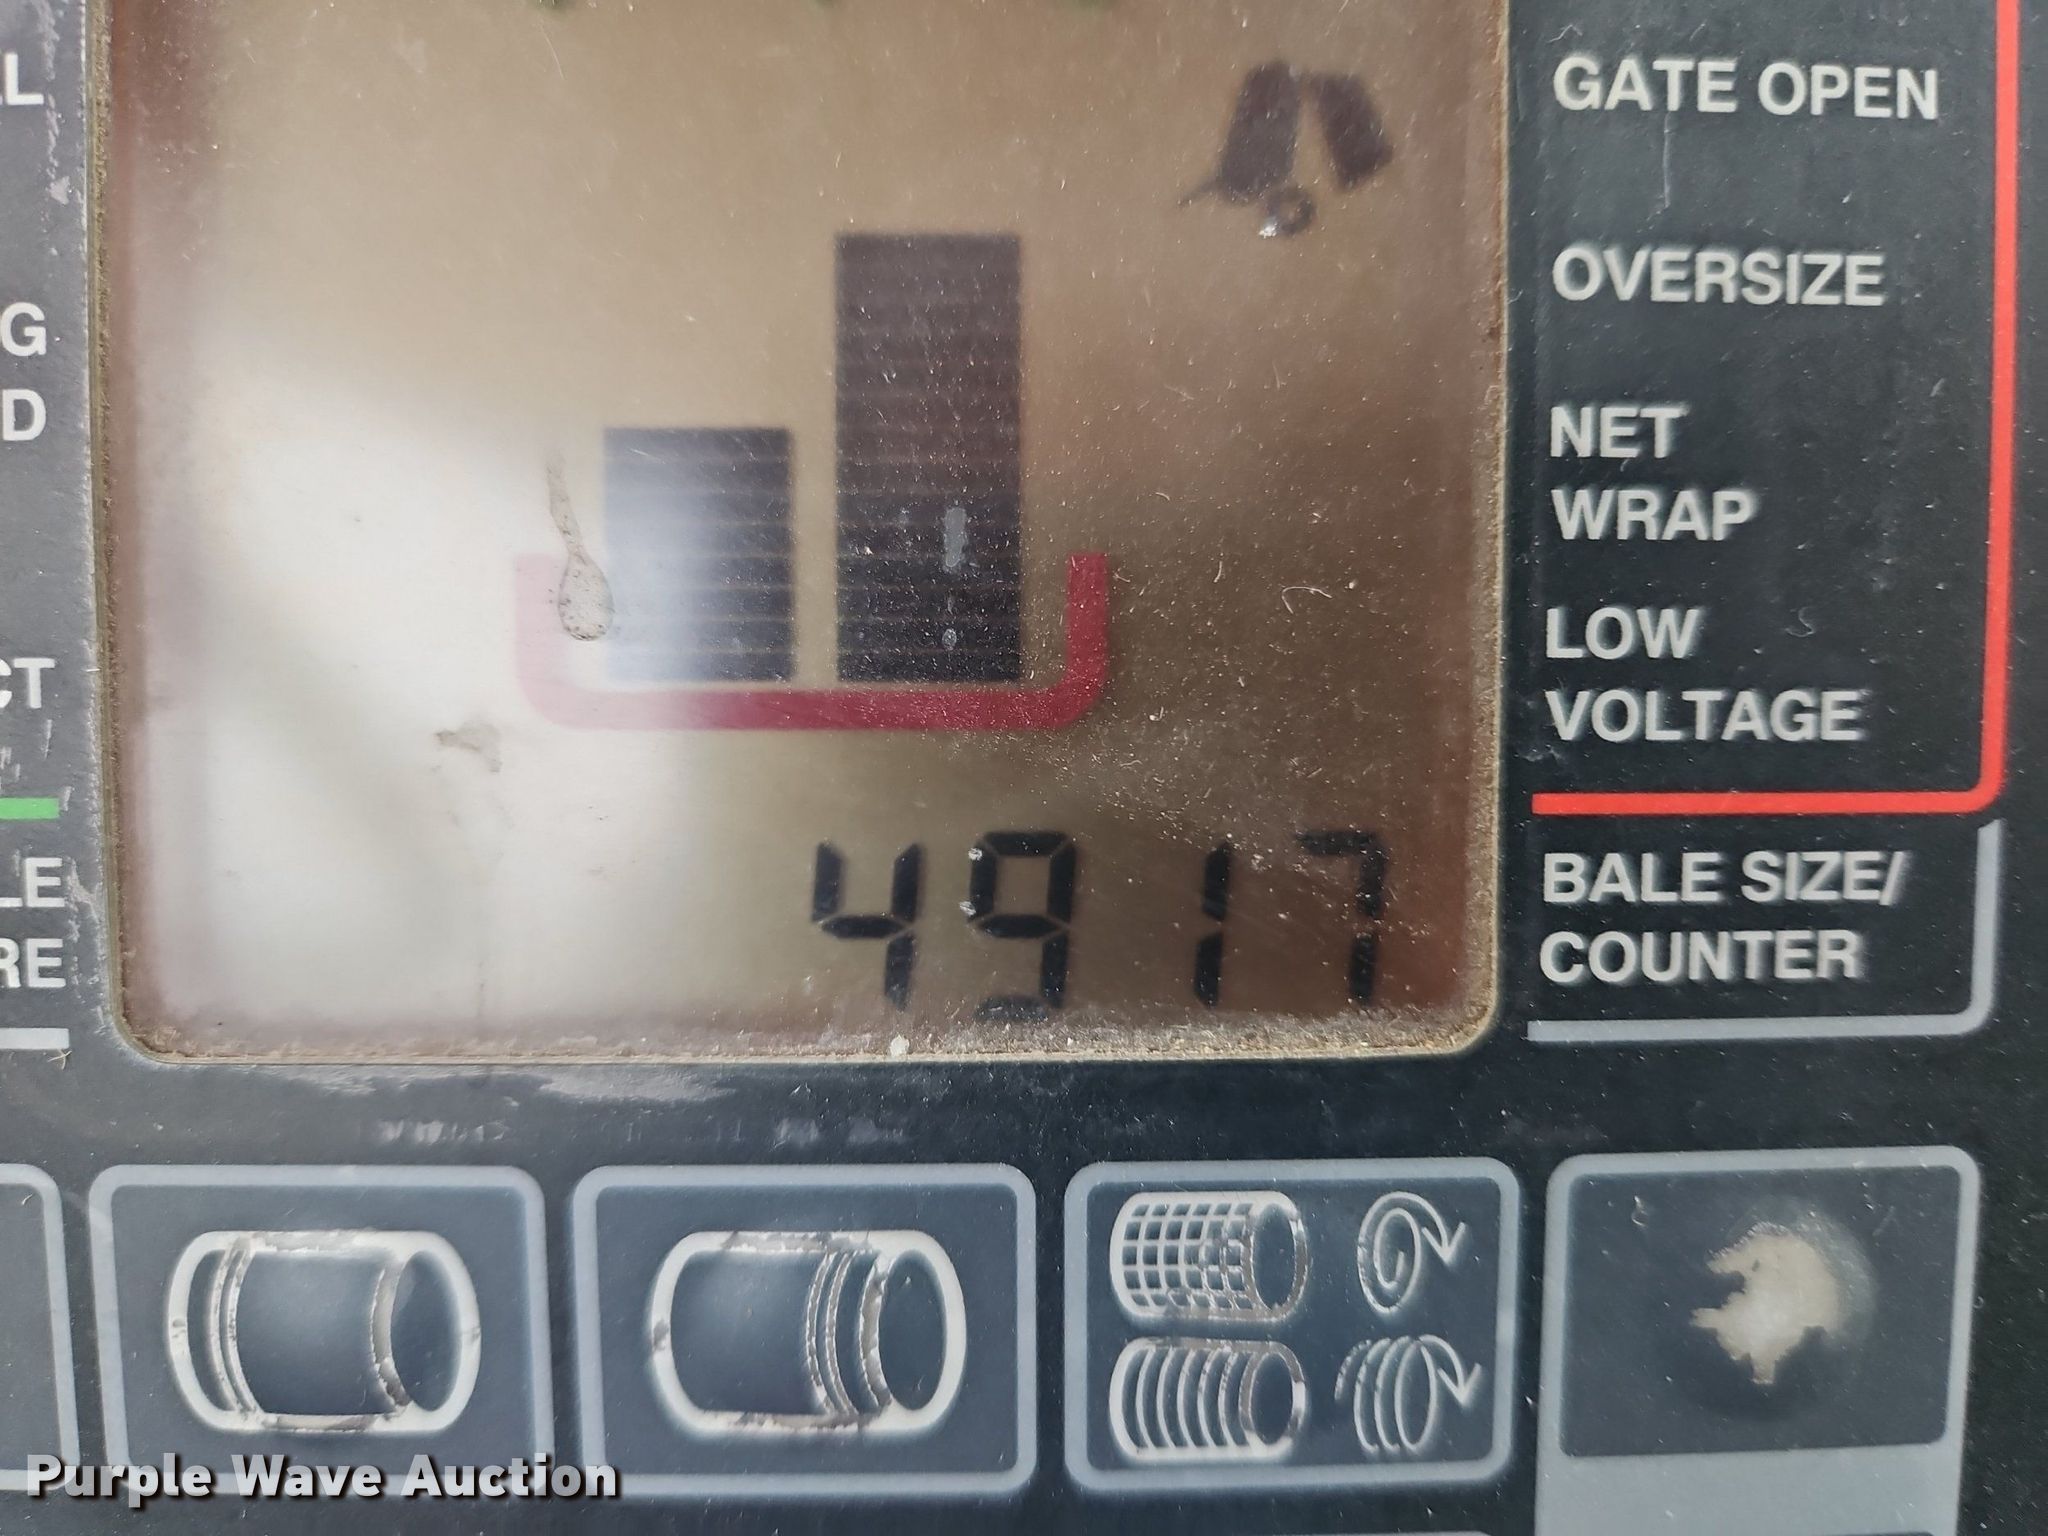 GATE OPEN
OVERSIZE
NET
WRAP
LOW
VOLTAGE
4917
BALE SIZE/
COUNTER
Purple Wave Auction